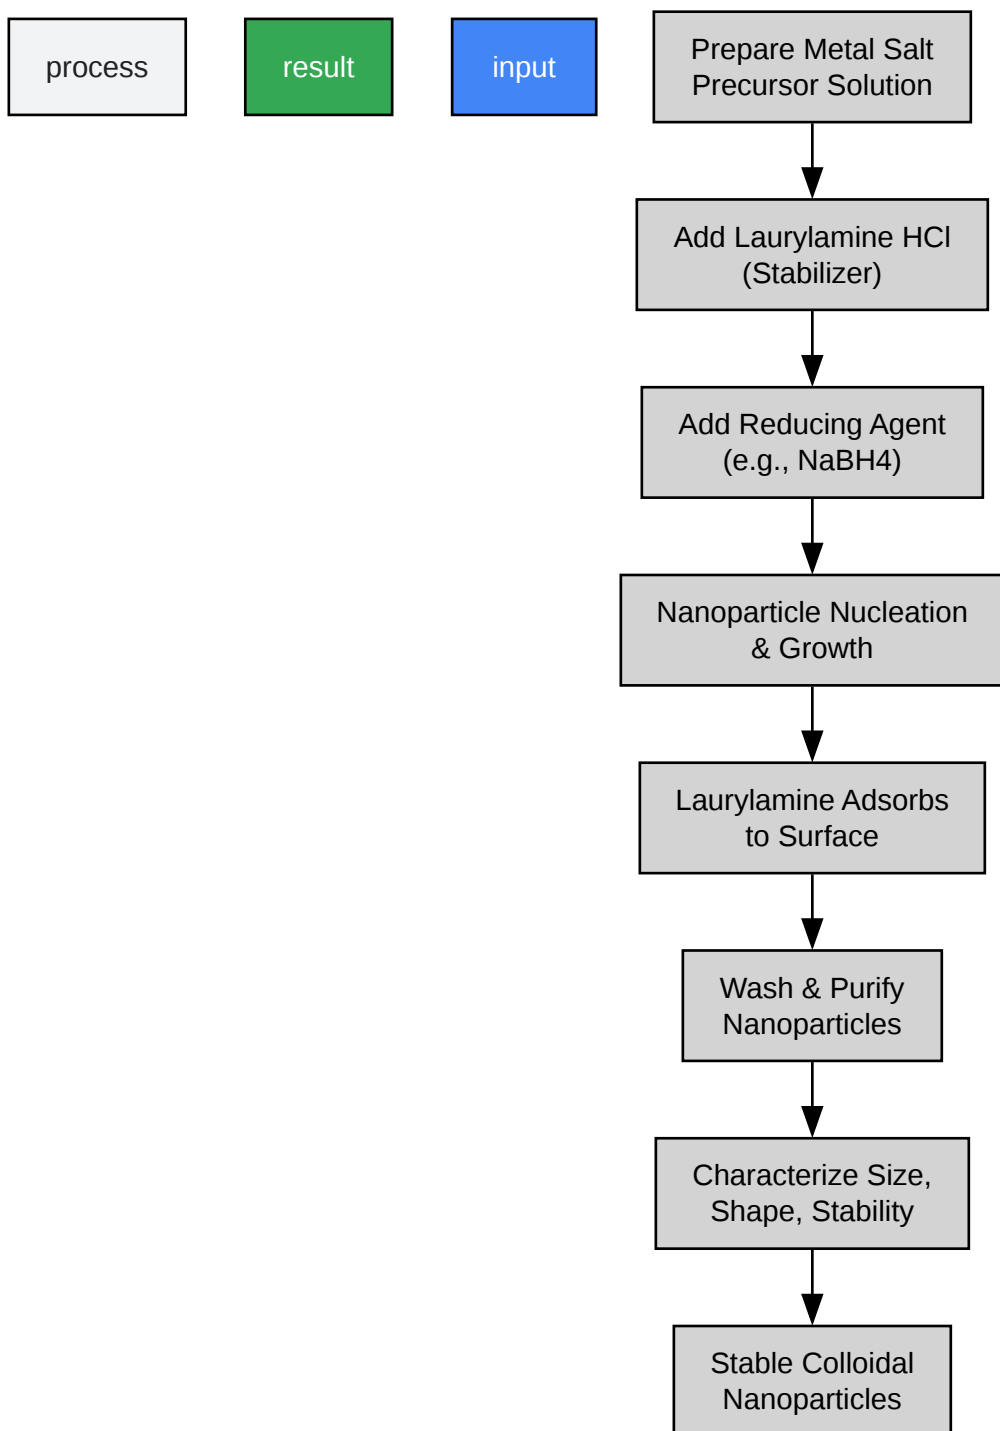 process
result
input
Prepare Metal Salt
Precursor Solution
Add Laurylamine HCl
(Stabilizer)
Add Reducing Agent
(e.g., NaBH4)
Nanoparticle Nucleation
& Growth
Laurylamine Adsorbs
to Surface
Wash & Purify
Nanoparticles
Characterize Size,
Shape, Stability
Stable Colloidal
Nanoparticles